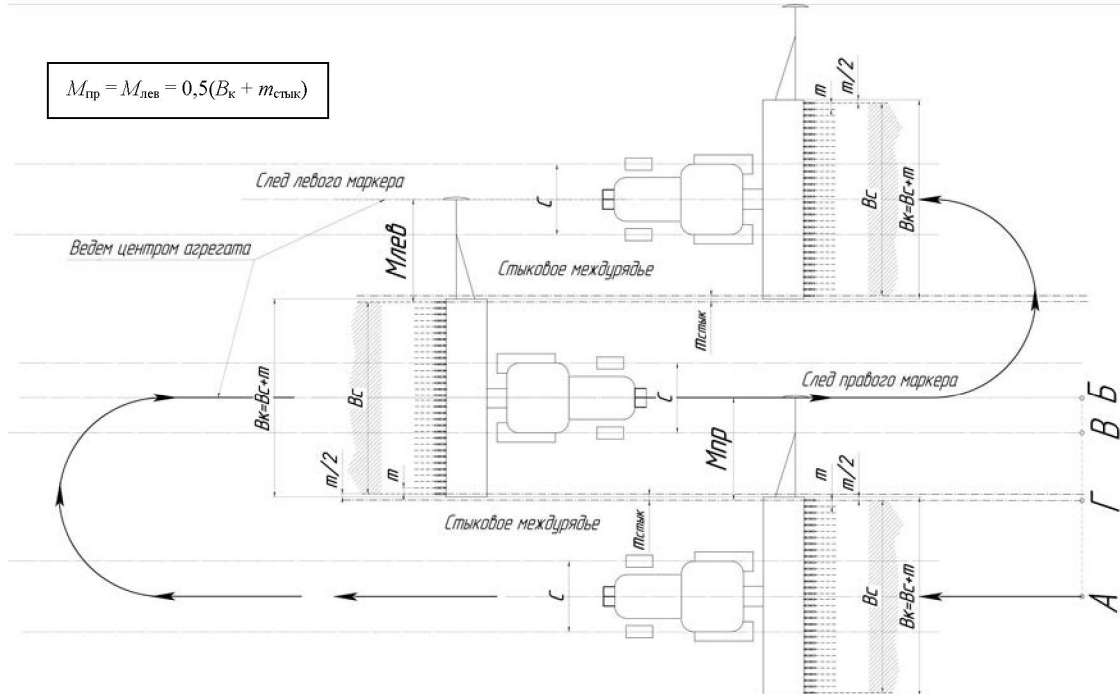 Mпр = Mлев = 0,5(Bк + mстык)
След левого маркера
Ведем центром агрегата
Mлев
Стыковое междурядье
C
m
m/2
Bс
Bк=Bс+m
mстык
Bк=Bс+m
Bс
m/2
m
C
След правого маркера
Mпр
Стыковое междурядье
mстык
m
m/2
C
Bс
Bк=Bс+m
Б
В
Г
А